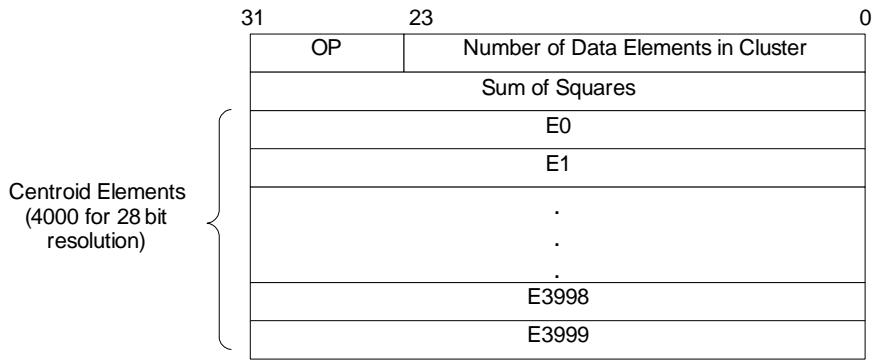 31 23 0
OP Number of Data Elements in Cluster
Sum of Squares
E0
E1
Centroid Elements
(4000 for 28 bit
resolution)
.
.
.
E3998
E3999